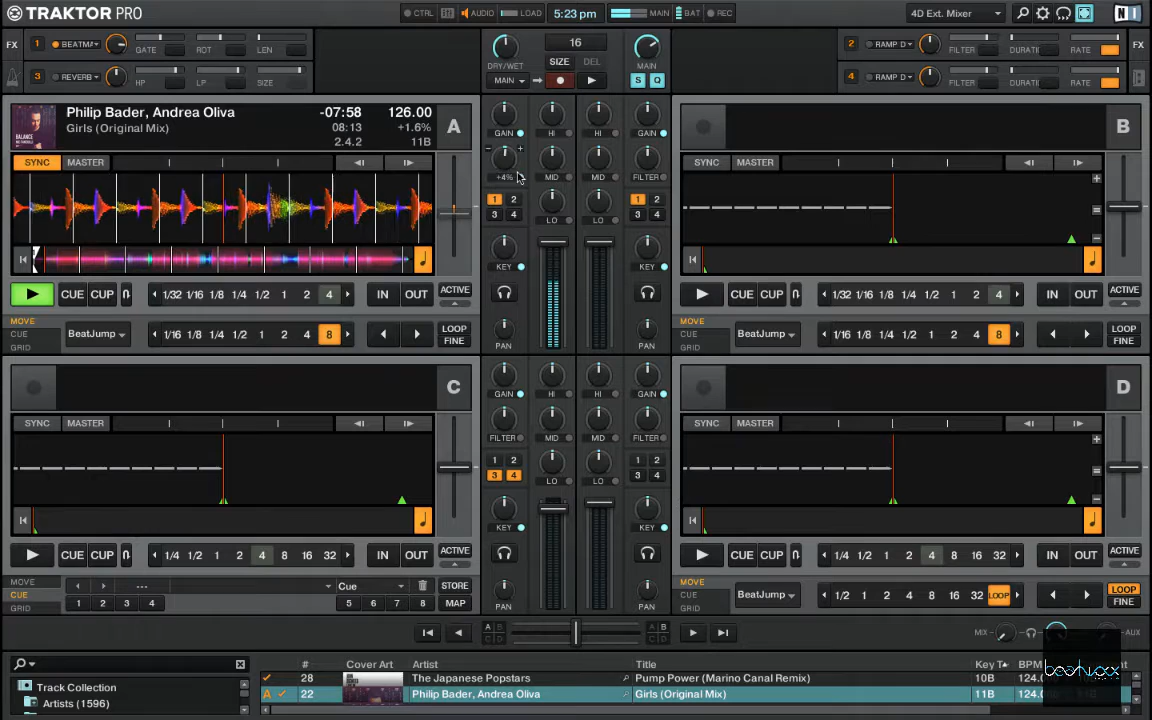 TRAKTOR PRO
CTRL AUDIO LOAD 5:23 pm MAIN BAT REC
4D Ext. Mixer
FX 1 BEATMA GATE ROT LEN
3 REVERB HP LP SIZE
DRY/WET 16 MAIN
SIZE DEL
MAIN S Q
2 RAMP D FILTER DURATI RATE FX
4 RAMP D FILTER DURATI RATE
Philip Bader, Andrea Oliva -07:58 126.00 A
Girls (Original Mix) 08:13 +1.6%
2.4.2 11B
SYNC MASTER
CUE CUP 1/32 1/16 1/8 1/4 1/2 1 2 4 IN OUT ACTIVE
MOVE
CUE BeatJump 1/16 1/8 1/4 1/2 1 2 4 8 LOOP
GRID FINE
GAIN HI HI GAIN
+4% MID MID FILTER
1 2 LO LO 1 2
3 4 3 4
KEY KEY
PAN PAN
B
SYNC MASTER
CUE CUP 1/32 1/16 1/8 1/4 1/2 1 2 4 IN OUT ACTIVE
MOVE
CUE BeatJump 1/16 1/8 1/4 1/2 1 2 4 8 LOOP
GRID FINE
C
SYNC MASTER
CUE CUP 1/4 1/2 1 2 4 8 16 32 IN OUT ACTIVE
MOVE ---
CUE Cue STORE
GRID 1 2 3 4 5 6 7 8 MAP
GAIN HI HI GAIN
FILTER MID MID FILTER
1 2 LO LO 1 2
3 4 3 4
KEY KEY
PAN PAN
D
SYNC MASTER
CUE CUP 1/4 1/2 1 2 4 8 16 32 IN OUT ACTIVE
MOVE
CUE BeatJump 1/2 1 2 4 8 16 32 LOOP LOOP
GRID FINE
A B A B
C D C D
MIX AUX
# Cover Art Artist Title Key T BPM
28 The Japanese Popstars Pump Power (Marino Canal Remix) 10B 124.
A 22 Philip Bader, Andrea Oliva Girls (Original Mix) 11B 124.
Track Collection
Artists (1596)